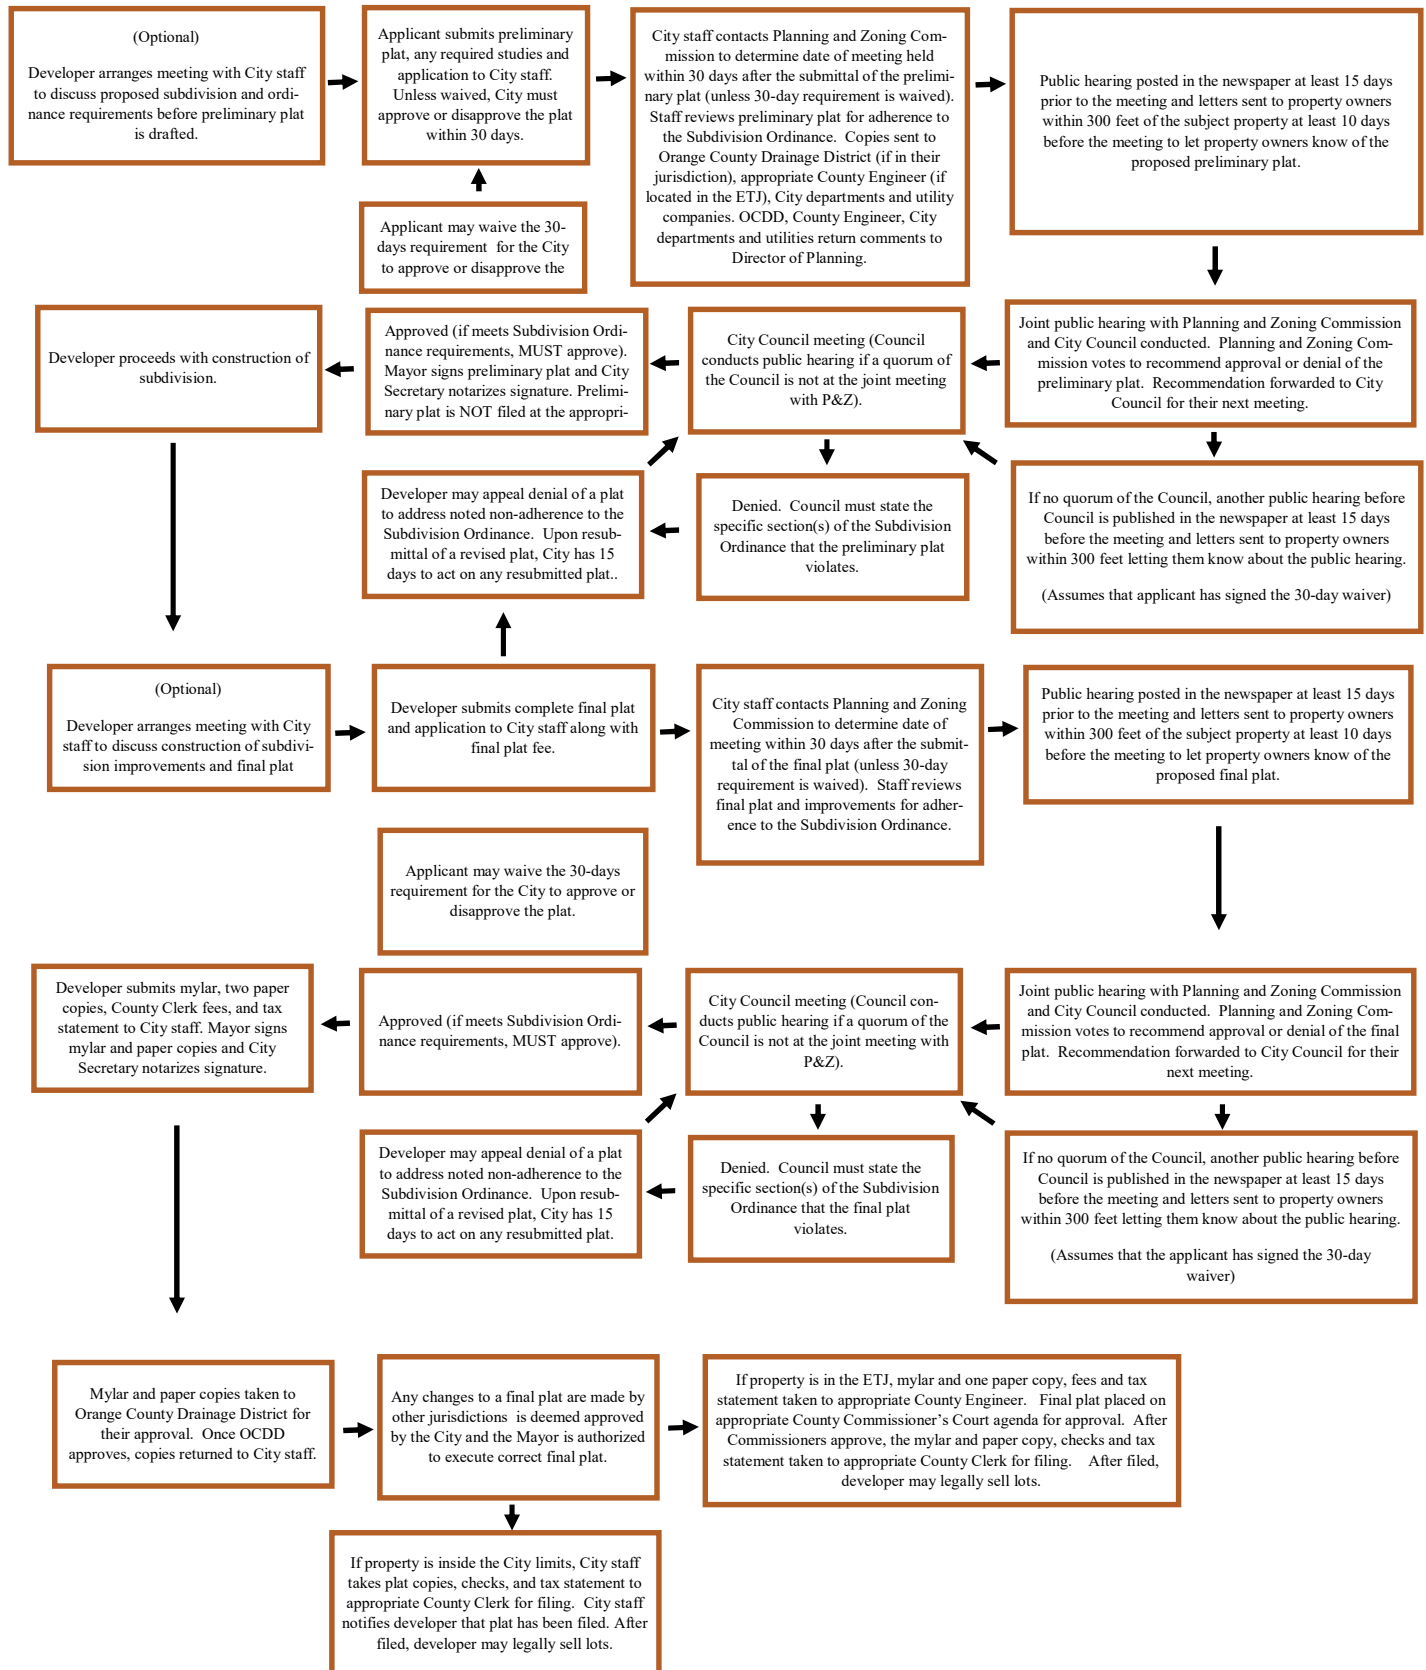 (Optional)
Developer arranges meeting with City staff
to discuss proposed subdivision and ordi-
nance requirements before preliminary plat
is drafted.
Applicant submits preliminary
plat, any required studies and
application to City staff.
Unless waived, City must
approve or disapprove the plat
within 30 days.
City staff contacts Planning and Zoning Com-
mission to determine date of meeting held
within 30 days after the submittal of the prelimi-
nary plat (unless 30-day requirement is waived).
Staff reviews preliminary plat for adherence to
the Subdivision Ordinance. Copies sent to
Orange County Drainage District (if in their
jurisdiction), appropriate County Engineer (if
located in the ETJ), City departments and utility
companies. OCDD, County Engineer, City
departments and utilities return comments to
Director of Planning.
Public hearing posted in the newspaper at least 15 days
prior to the meeting and letters sent to property owners
within 300 feet of the subject property at least 10 days
before the meeting to let property owners know of the
proposed preliminary plat.
Applicant may waive the 30-
days requirement for the City
to approve or disapprove the
Developer proceeds with construction of
subdivision.
Approved (if meets Subdivision Ordi-
nance requirements, MUST approve).
Mayor signs preliminary plat and City
Secretary notarizes signature. Prelimi-
nary plat is NOT filed at the appropri-
City Council meeting (Council
conducts public hearing if a quorum of
the Council is not at the joint meeting
with P&Z).
Joint public hearing with Planning and Zoning Commission
and City Council conducted. Planning and Zoning Com-
mission votes to recommend approval or denial of the
preliminary plat. Recommendation forwarded to City
Council for their next meeting.
Developer may appeal denial of a plat
to address noted non-adherence to the
Subdivision Ordinance. Upon resub-
mittal of a revised plat, City has 15
days to act on any resubmitted plat..
Denied. Council must state the
specific section(s) of the Subdivision
Ordinance that the preliminary plat
violates.
If no quorum of the Council, another public hearing before
Council is published in the newspaper at least 15 days
before the meeting and letters sent to property owners
within 300 feet letting them know about the public hearing.
(Assumes that applicant has signed the 30-day waiver)
(Optional)
Developer arranges meeting with City
staff to discuss construction of subdivi-
sion improvements and final plat
Developer submits complete final plat
and application to City staff along with
final plat fee.
City staff contacts Planning and Zoning
Commission to determine date of
meeting within 30 days after the submit-
tal of the final plat (unless 30-day
requirement is waived). Staff reviews
final plat and improvements for adher-
ence to the Subdivision Ordinance.
Public hearing posted in the newspaper at least 15 days
prior to the meeting and letters sent to property owners
within 300 feet of the subject property at least 10 days
before the meeting to let property owners know of the
proposed final plat.
Applicant may waive the 30-days
requirement for the City to approve or
disapprove the plat.
Developer submits mylar, two paper
copies, County Clerk fees, and tax
statement to City staff. Mayor signs
mylar and paper copies and City
Secretary notarizes signature.
Approved (if meets Subdivision Ordi-
nance requirements, MUST approve).
City Council meeting (Council con-
ducts public hearing if a quorum of the
Council is not at the joint meeting with
P&Z).
Joint public hearing with Planning and Zoning Commission
and City Council conducted. Planning and Zoning Com-
mission votes to recommend approval or denial of the final
plat. Recommendation forwarded to City Council for their
next meeting.
Developer may appeal denial of a plat
to address noted non-adherence to the
Subdivision Ordinance. Upon resub-
mittal of a revised plat, City has 15
days to act on any resubmitted plat.
Denied. Council must state the
specific section(s) of the Subdivision
Ordinance that the final plat
violates.
If no quorum of the Council, another public hearing before
Council is published in the newspaper at least 15 days
before the meeting and letters sent to property owners
within 300 feet letting them know about the public hearing.
(Assumes that the applicant has signed the 30-day
waiver)
Mylar and paper copies taken to
Orange County Drainage District for
their approval. Once OCDD
approves, copies returned to City staff.
Any changes to a final plat are made by
other jurisdictions is deemed approved
by the City and the Mayor is authorized
to execute correct final plat.
If property is in the ETJ, mylar and one paper copy, fees and tax
statement taken to appropriate County Engineer. Final plat placed on
appropriate County Commissioner's Court agenda for approval. After
Commissioners approve, the mylar and paper copy, checks and tax
statement taken to appropriate County Clerk for filing. After filed,
developer may legally sell lots.
If property is inside the City limits, City staff
takes plat copies, checks, and tax statement to
appropriate County Clerk for filing. City staff
notifies developer that plat has been filed. After
filed, developer may legally sell lots.